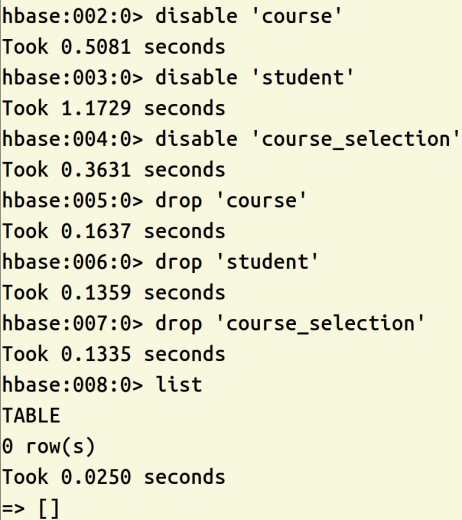 hbase:002:0> disable 'course'
Took 0.5081 seconds
hbase:003:0> disable 'student'
Took 1.1729 seconds
hbase:004:0> disable 'course_selection'
Took 0.3631 seconds
hbase:005:0> drop 'course'
Took 0.1637 seconds
hbase:006:0> drop 'student'
Took 0.1359 seconds
hbase:007:0> drop 'course_selection'
Took 0.1335 seconds
hbase:008:0> list
TABLE
0 row(s)
Took 0.0250 seconds
=> []